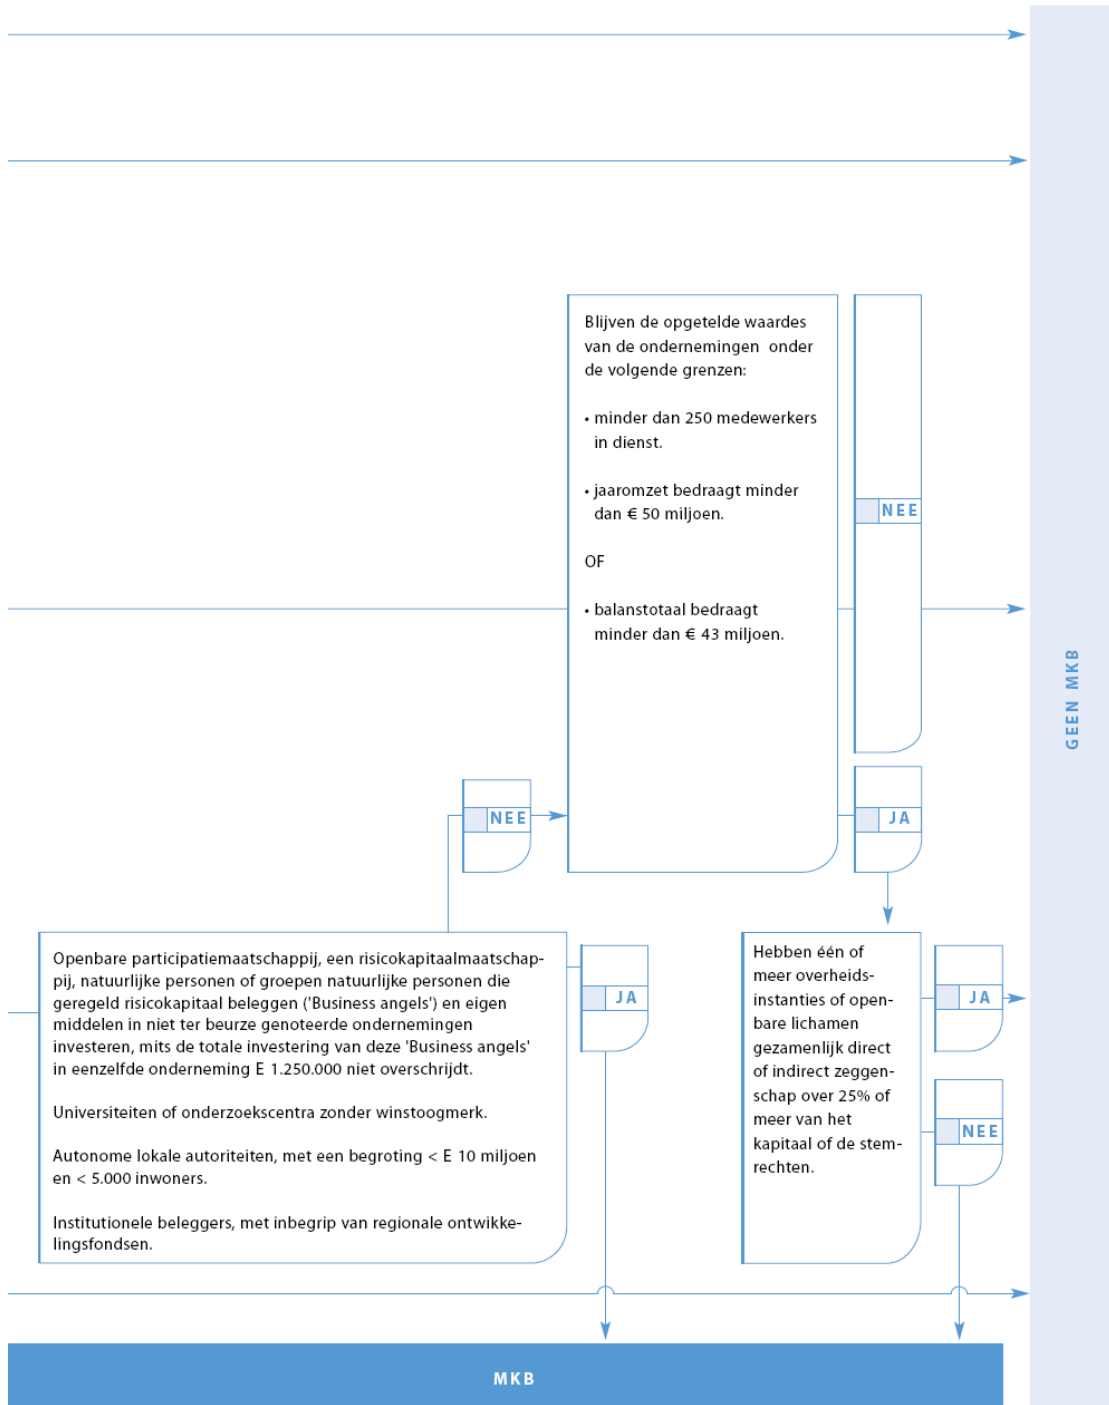 Blijven de opgetelde waardes
van de ondernemingen onder
de volgende grenzen:
• minder dan 250 medewerkers
in dienst.
• jaaromzet bedraagt minder
dan € 50 miljoen.
OF
• balanstotaal bedraagt
minder dan € 43 miljoen.
NEE
JA
NEE
GEEN MKB
Openbare participatiemaatschappij, een risicokapitaalmaatschap-
pij, natuurlijke personen of groepen natuurlijke personen die
geregeld risicokapitaal beleggen ('Business angels') en eigen
middelen in niet ter beurze genoteerde ondernemingen
investeren, mits de totale investering van deze 'Business angels'
in eenzelfde onderneming E 1.250.000 niet overschrijdt.
Universiteiten of onderzoekscentra zonder winstoogmerk.
Autonome lokale autoriteiten, met een begroting < E 10 miljoen
en < 5.000 inwoners.
Institutionele beleggers, met inbegrip van regionale ontwikke-
lingsfondsen.
JA
Hebben één of
meer overheids-
instanties of open-
bare lichamen
gezamenlijk direct
of indirect zeggen-
schap over 25% of
meer van het
kapitaal of de stem-
rechten.
JA
NEE
MKB